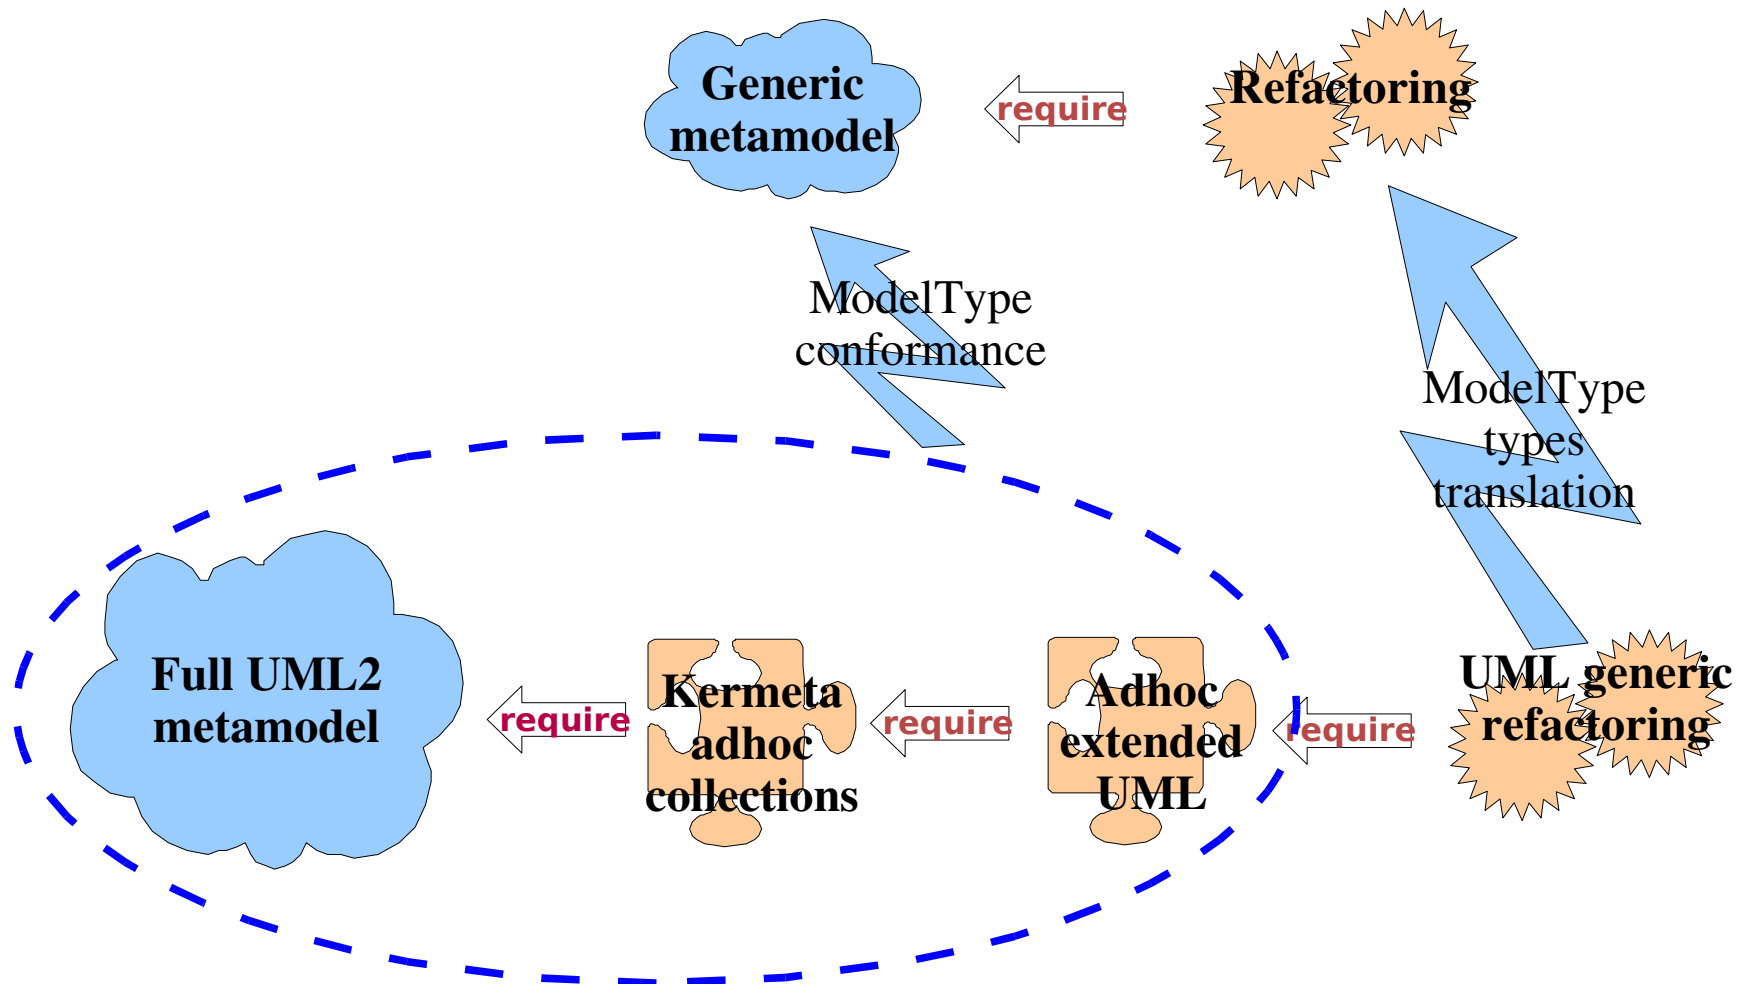 Generic
metamodel
require
Refactoring
ModelType
conformance
ModelType
types
translation
Full UML2
metamodel
require
Kermeta
adhoc
collections
require
Adhoc
extended
UML
require
UML generic
refactoring